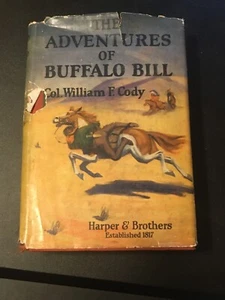 THE
ADVENTURES
OF
BUFFALO BILL
Col. William F. Cody
Harper & Brothers
Established 1817